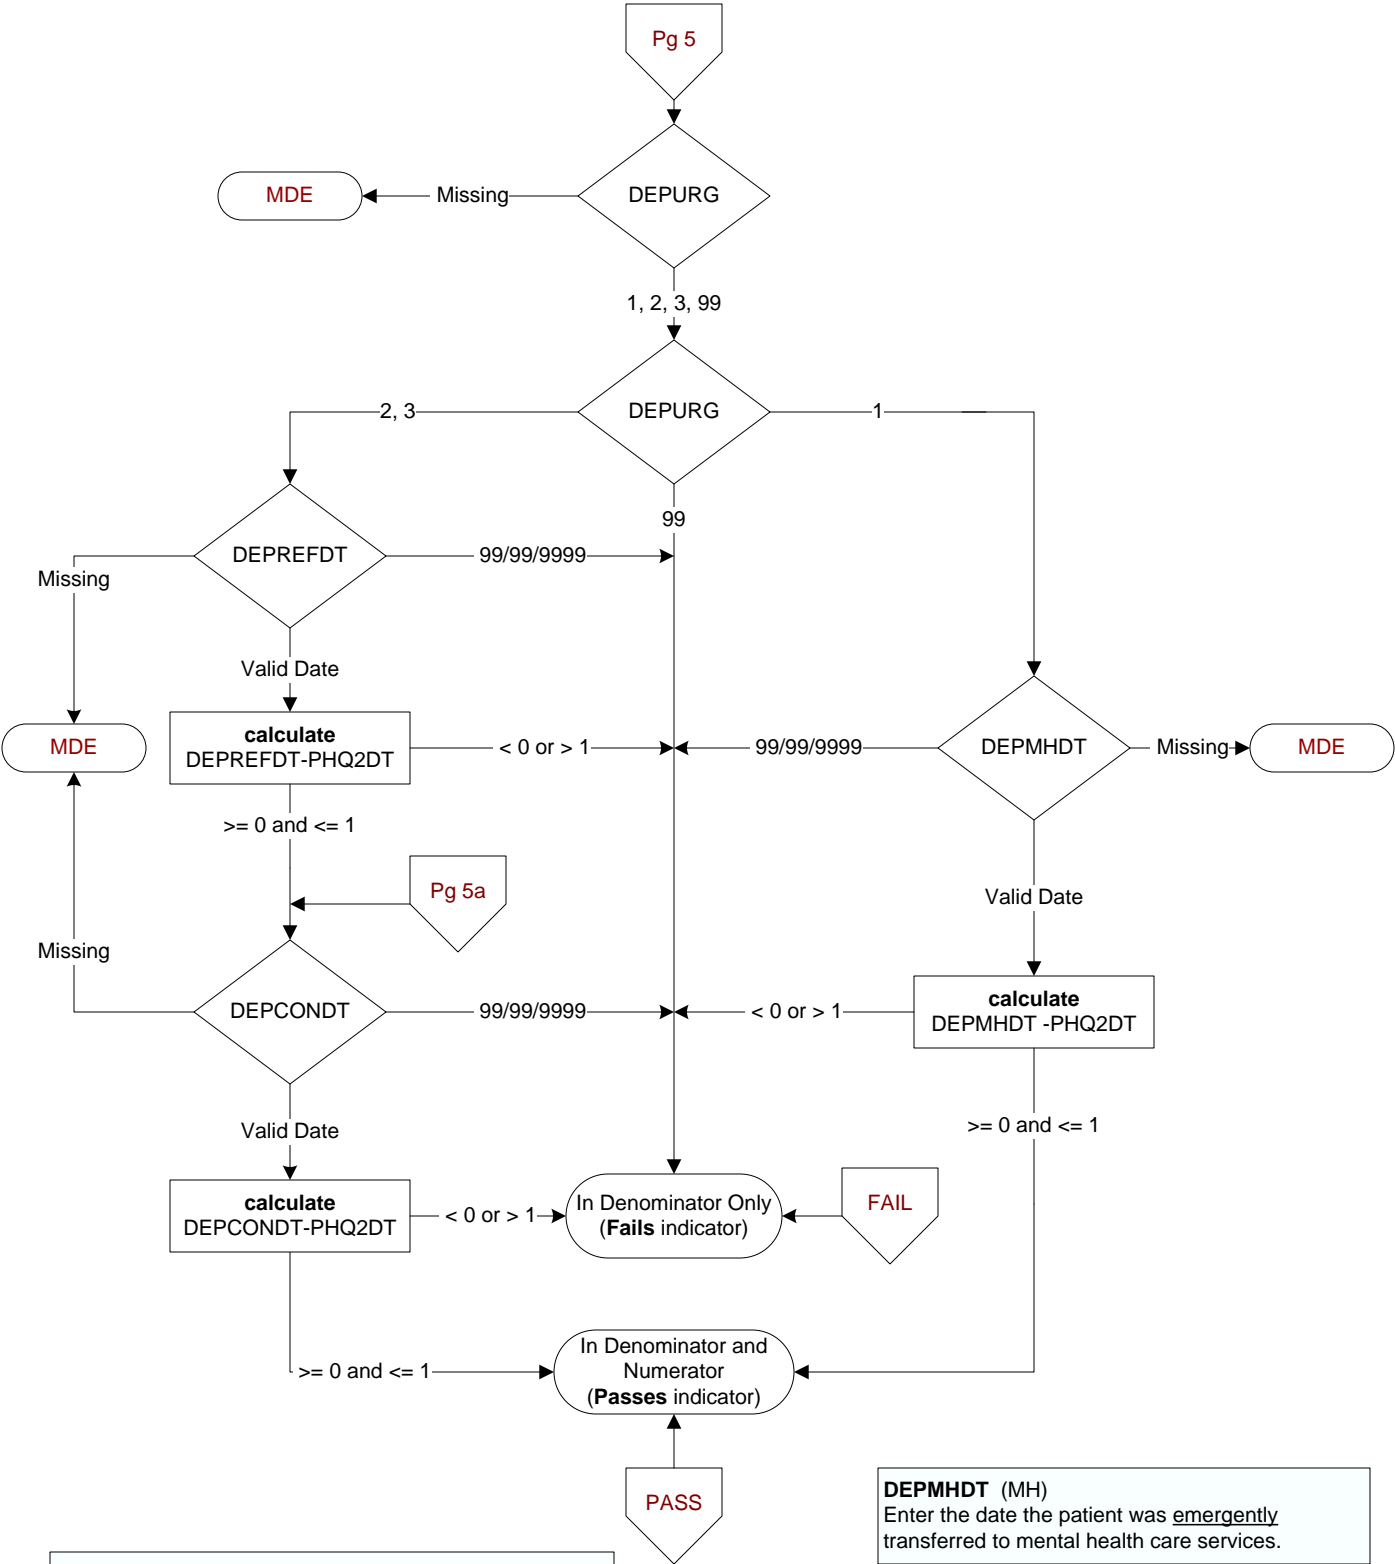 Pg 5
DEPURG
MDE
Missing
1, 2, 3, 99
DEPURG
2, 3
1
99
DEPREFDT
99/99/9999
Missing
Valid Date
MDE
calculate
DEPREFDT-PHQ2DT
< 0 or > 1
99/99/9999
DEPMHDT
Missing
MDE
>= 0 and <= 1
Pg 5a
Valid Date
Missing
DEPCONDT
99/99/9999
< 0 or > 1
calculate
DEPMHDT -PHQ2DT
Valid Date
>= 0 and <= 1
calculate
DEPCONDT-PHQ2DT
< 0 or > 1
In Denominator Only
(Fails indicator)
FAIL
>= 0 and <= 1
In Denominator and
Numerator
(Passes indicator)
PASS
DEPMHDT (MH)
Enter the date the patient was emergently
transferred to mental health care services.